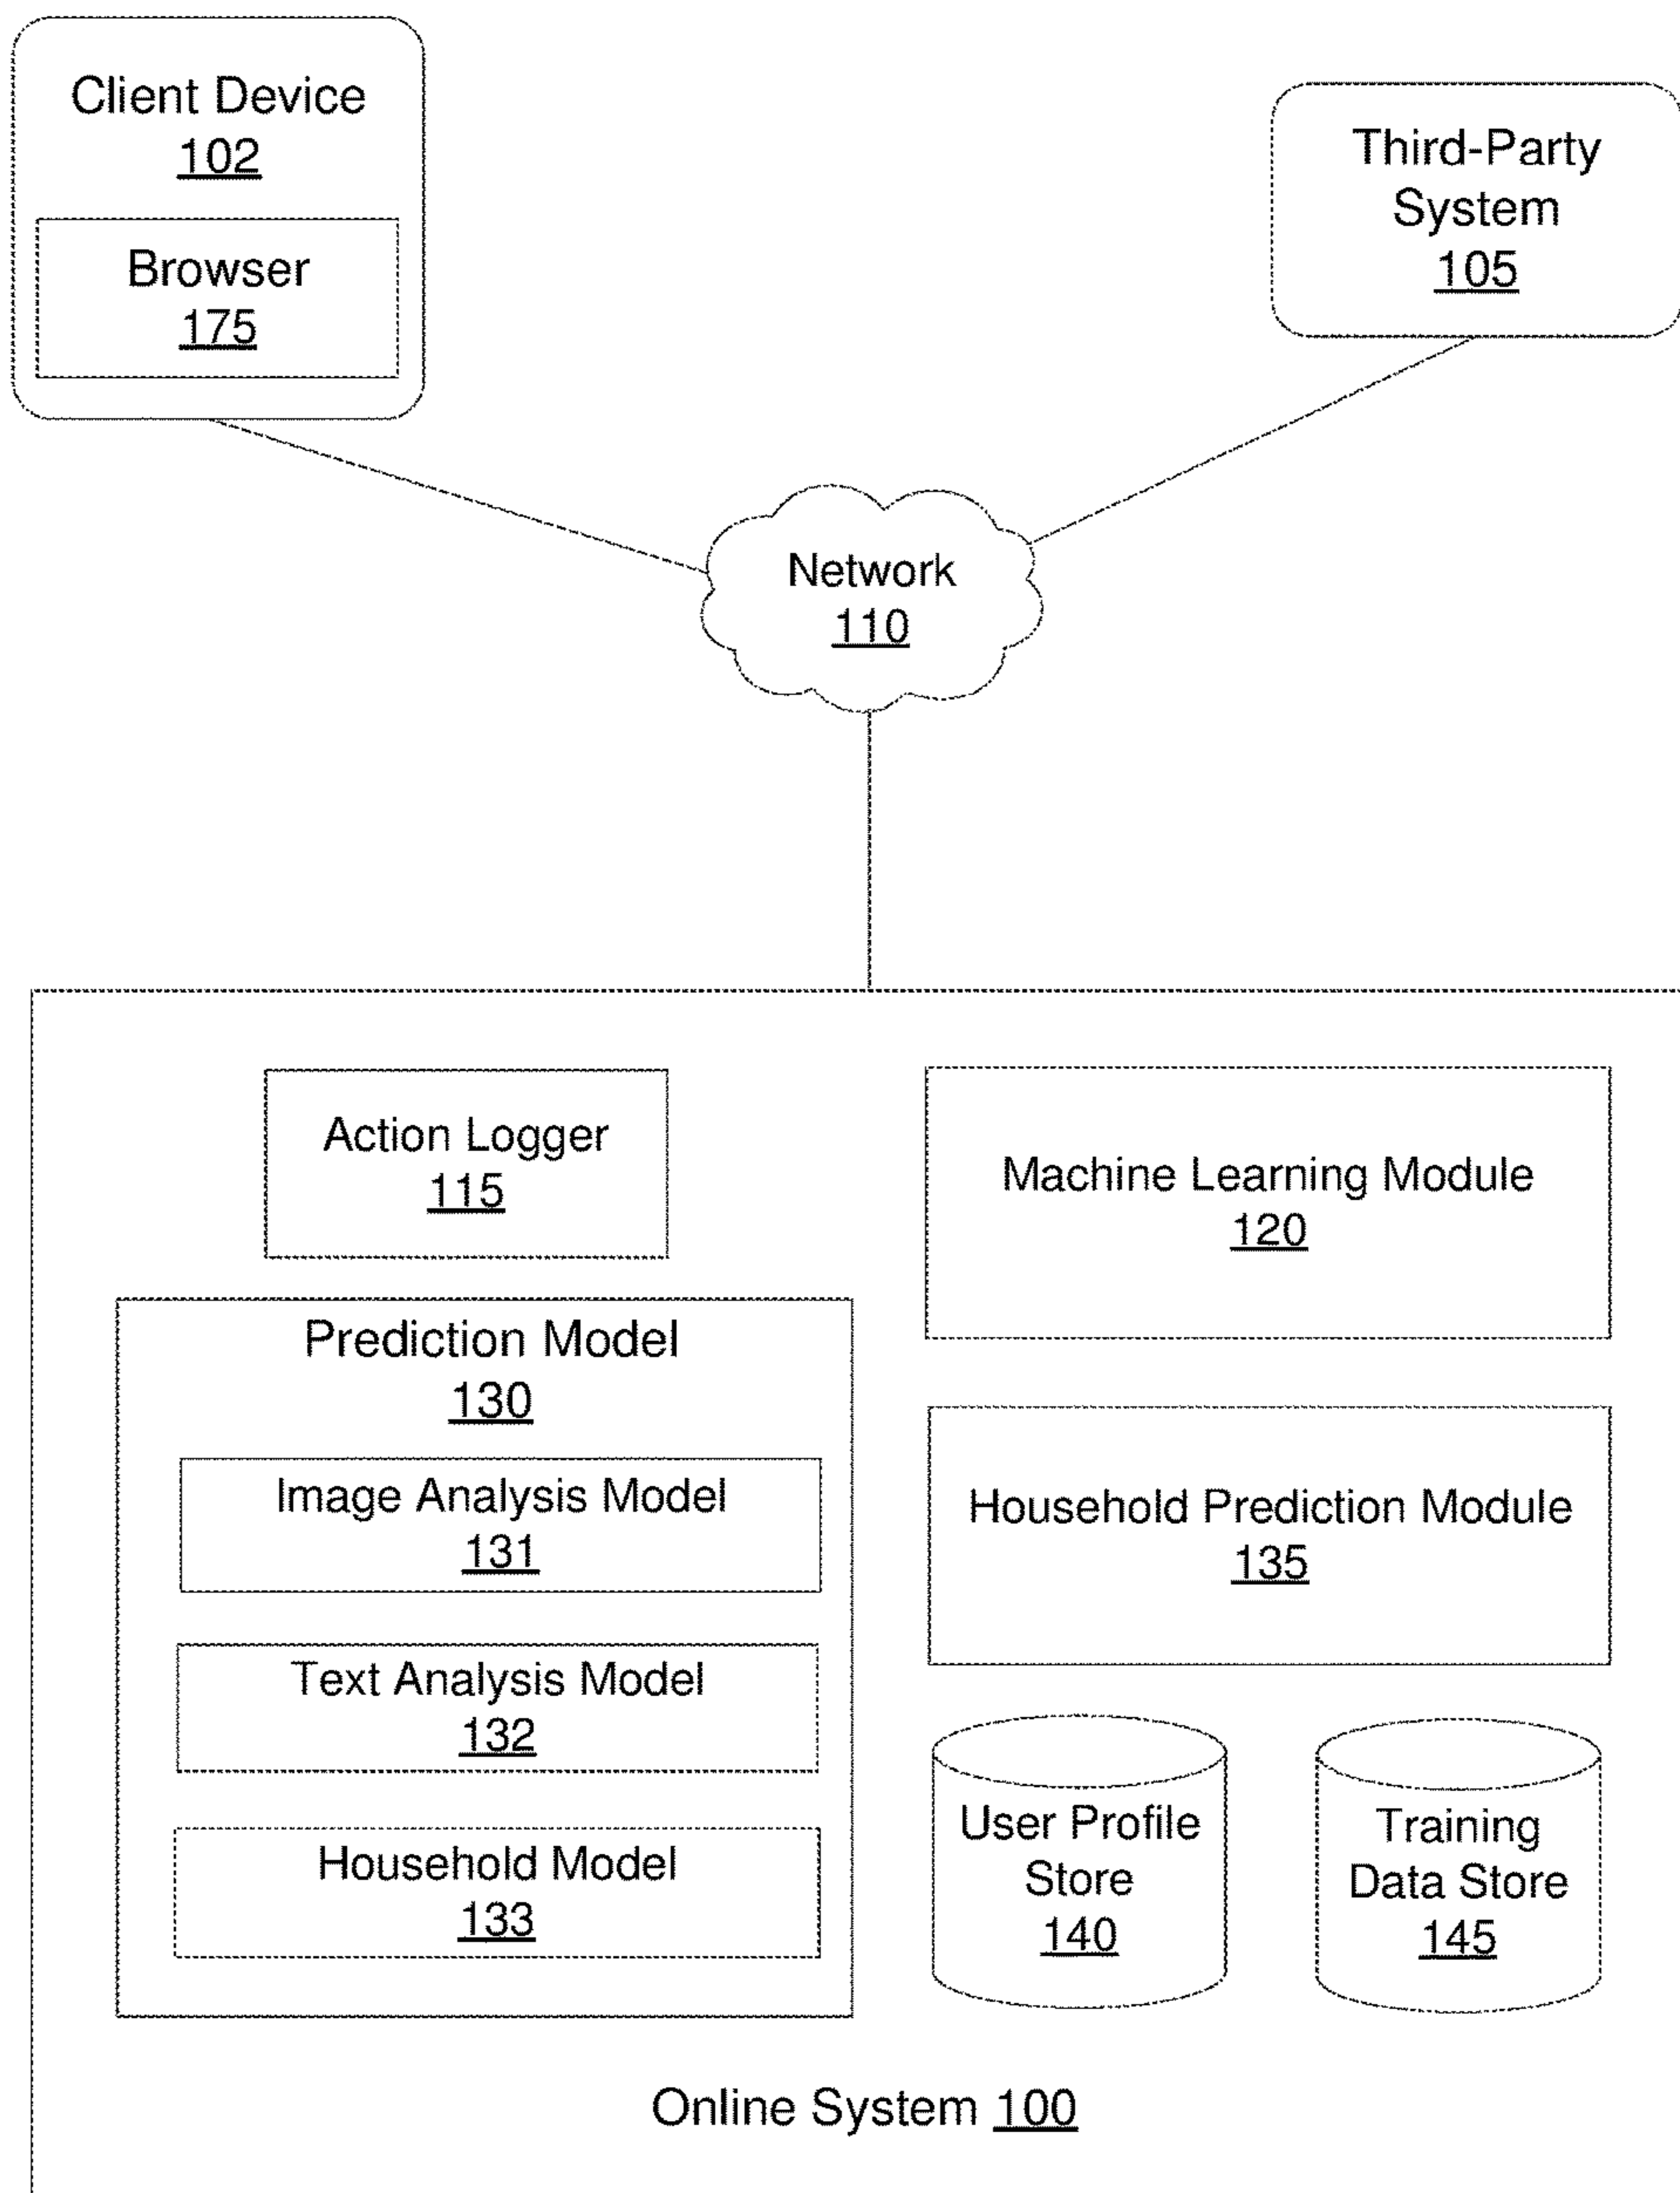 Client Device
102
Browser
175
Third-Party
System
105
Network
110
Action Logger
115
Machine Learning Module
120
Prediction Model
130
Image Analysis Model
131
Text Analysis Model
132
Household Model
133
Household Prediction Module
135
User Profile
Store
140
Training
Data Store
145
Online System 100